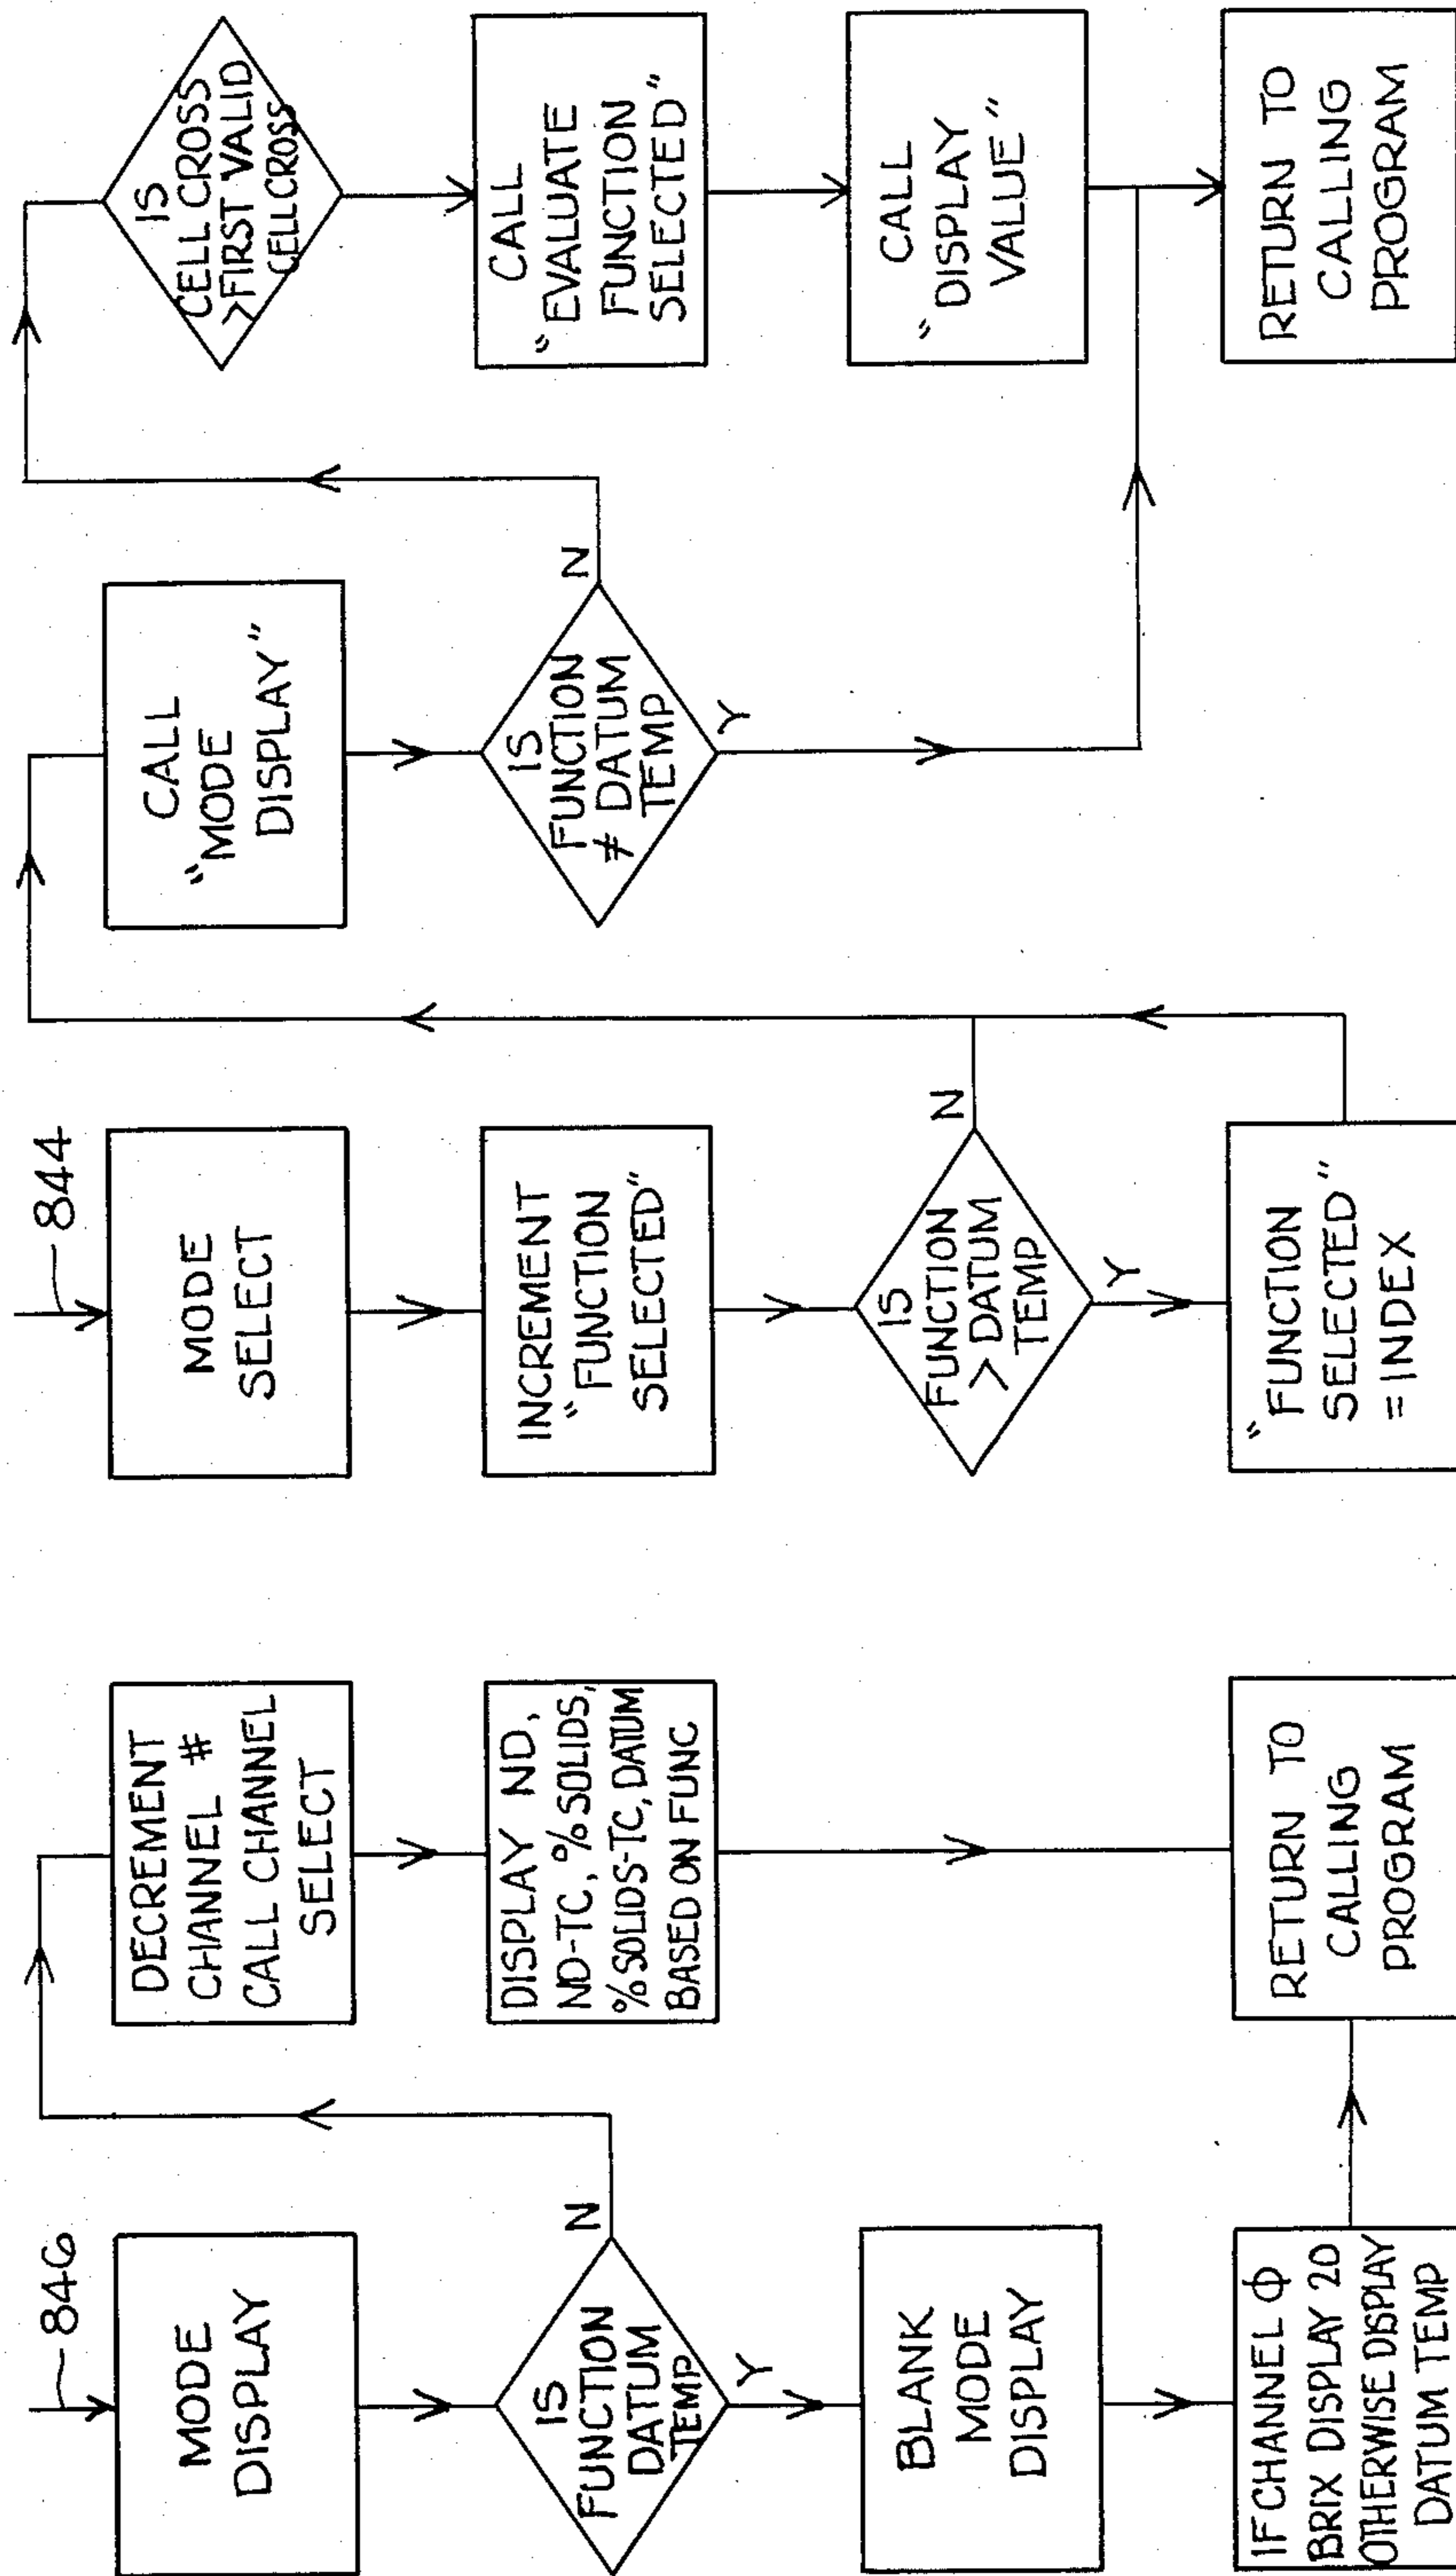 846
MODE
DISPLAY
IS
FUNCTION
DATUM
TEMP
N
Y
BLANK
MODE
DISPLAY
IF CHANNEL φ
BRIX DISPLAY 20
OTHERWISE DISPLAY
DATUM TEMP
DECREMENT
CHANNEL #
CALL CHANNEL
SELECT
DISPLAY ND,
ND-TC, % SOLIDS,
%SOLIDS-TC, DATUM
BASED ON FUNC
RETURN TO
CALLING
PROGRAM
844
MODE
SELECT
INCREMENT
"FUNCTION
SELECTED"
IS
FUNCTION
> DATUM
TEMP
N
Y
"FUNCTION
SELECTED"
=INDEX
CALL
"MODE
DISPLAY"
IS
FUNCTION
≠ DATUM
TEMP
N
Y
IS
CELL CROSS
>FIRST VALID
CELLCROSS
CALL
"EVALUATE
FUNCTION
SELECTED"
CALL
"DISPLAY
VALUE"
RETURN TO
CALLING
PROGRAM